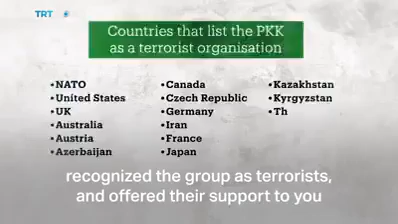 TRT
Countries that list the PKK
as a terrorist organisation
•NATO
•United States
•UK
•Australia
•Austria
•Azerbaijan
•Canada
•Czech Republic
•Germany
•Iran
•France
•Japan
•Kazakhstan
•Kyrgyzstan
•Th
recognized the group as terrorists,
and offered their support to you